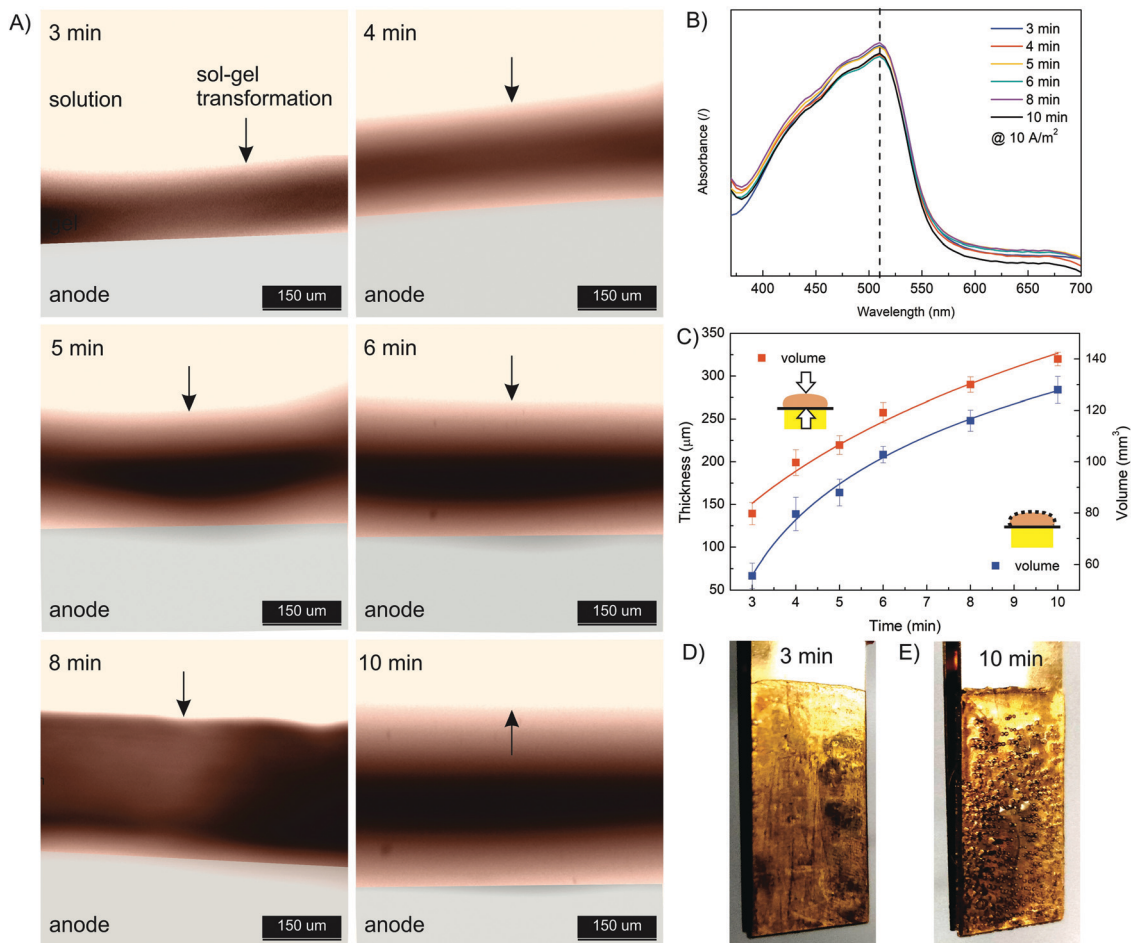 A)
3 min
solution
sol-gel
transformation
anode
150 um
4 min
anode
150 um
5 min
anode
150 um
6 min
anode
150 um
8 min
anode
150 um
10 min
anode
150 um
B)
Absorbance (/)
3 min
4 min
5 min
6 min
8 min
10 min
@ 10 A/m²
400 450 500 550 600 650 700
Wavelength (nm)
C)
Thickness (µm)
350
300
250
200
150
100
50
volume
volume
Volume (mm³)
140
120
100
80
60
3 4 5 6 7 8 9 10
Time (min)
D)
3 min
E)
10 min